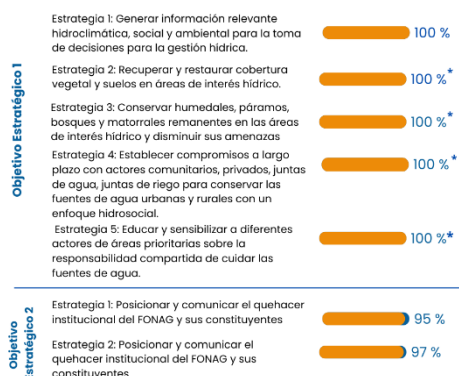 Objetivo Estratégico 1
Estrategia 1: Generar información relevante
hidroclimática, social y ambiental para la toma
de decisiones para la gestión hídrica.
100 %
Estrategia 2: Recuperar y restaurar cobertura
vegetal y suelos en áreas de interés hídrico.
100 %*
Estrategia 3: Conservar humedales, páramos,
bosques y matorrales remanentes en las áreas
de interés hídrico y disminuir sus amenazas
100 %*
Estrategia 4: Establecer compromisos a largo
plazo con actores comunitarios, privados, juntas
de agua, juntas de riego para conservar las
fuentes de agua urbanas y rurales con un
enfoque hidrosocial.
100 %*
Estrategia 5: Educar y sensibilizar a diferentes
actores de áreas prioritarias sobre la
responsabilidad compartida de cuidar las
fuentes de agua.
100 %*
Objetivo
Estratégico 2
Estrategia 1: Posicionar y comunicar el quehacer
institucional del FONAG y sus constituyentes
95 %
Estrategia 2: Posicionar y comunicar el
quehacer institucional del FONAG y sus
constituyentes
97 %